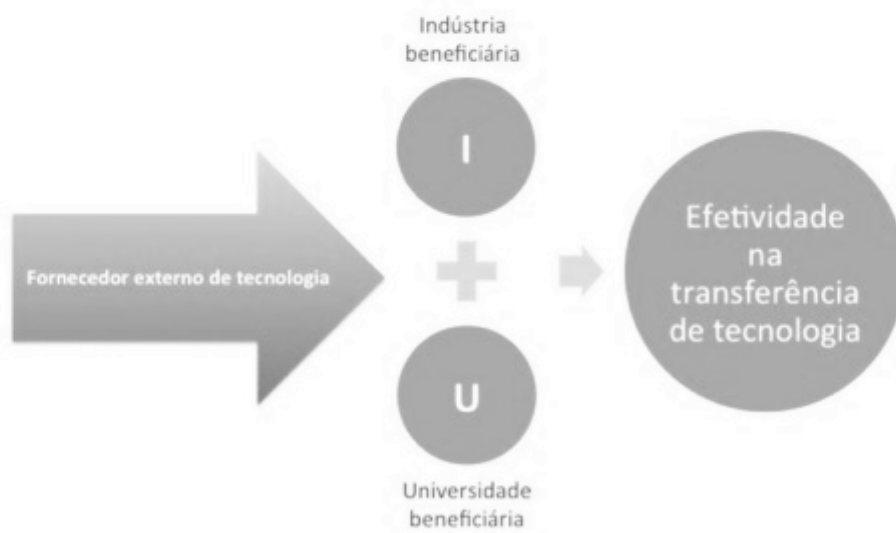 Indústria
beneficiária
I
Fornecedor externo de tecnologia
U
Universidade
beneficiária
Efetividade
na
transferência
de tecnologia